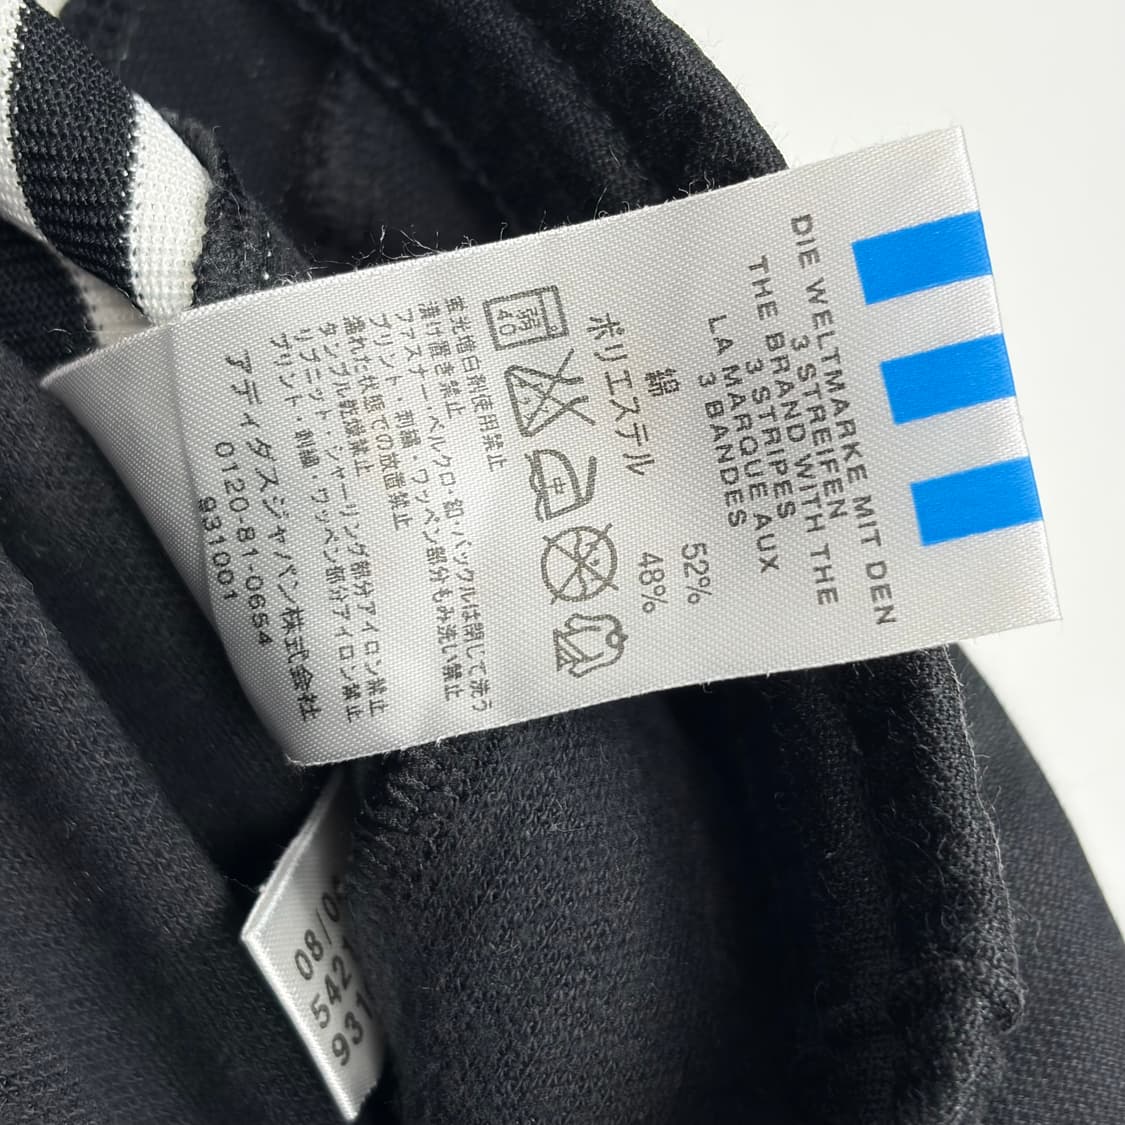 DIE WELTMARKE MIT DEN
3 STREIFEN
THE BRAND WITH THE
3 STRIPES
LA MARQUE AUX
3 BANDES
綿 52%
ポリエステル 48%
弱
40
中
蛍光増白剤使用禁止
漬け置き禁止
ファスナー・ベルクロ・釦・バックルは閉じて洗う
プリント・刺繍・ワッペン部分もみ洗い禁止
濡れた状態での放置禁止
タンブル乾燥禁止
リブニット・シャーリング部分アイロン禁止
プリント・刺繍・ワッペン部分アイロン禁止
アディダスジャパン株式会社
0120-81-0654
931001
08/0
542
931